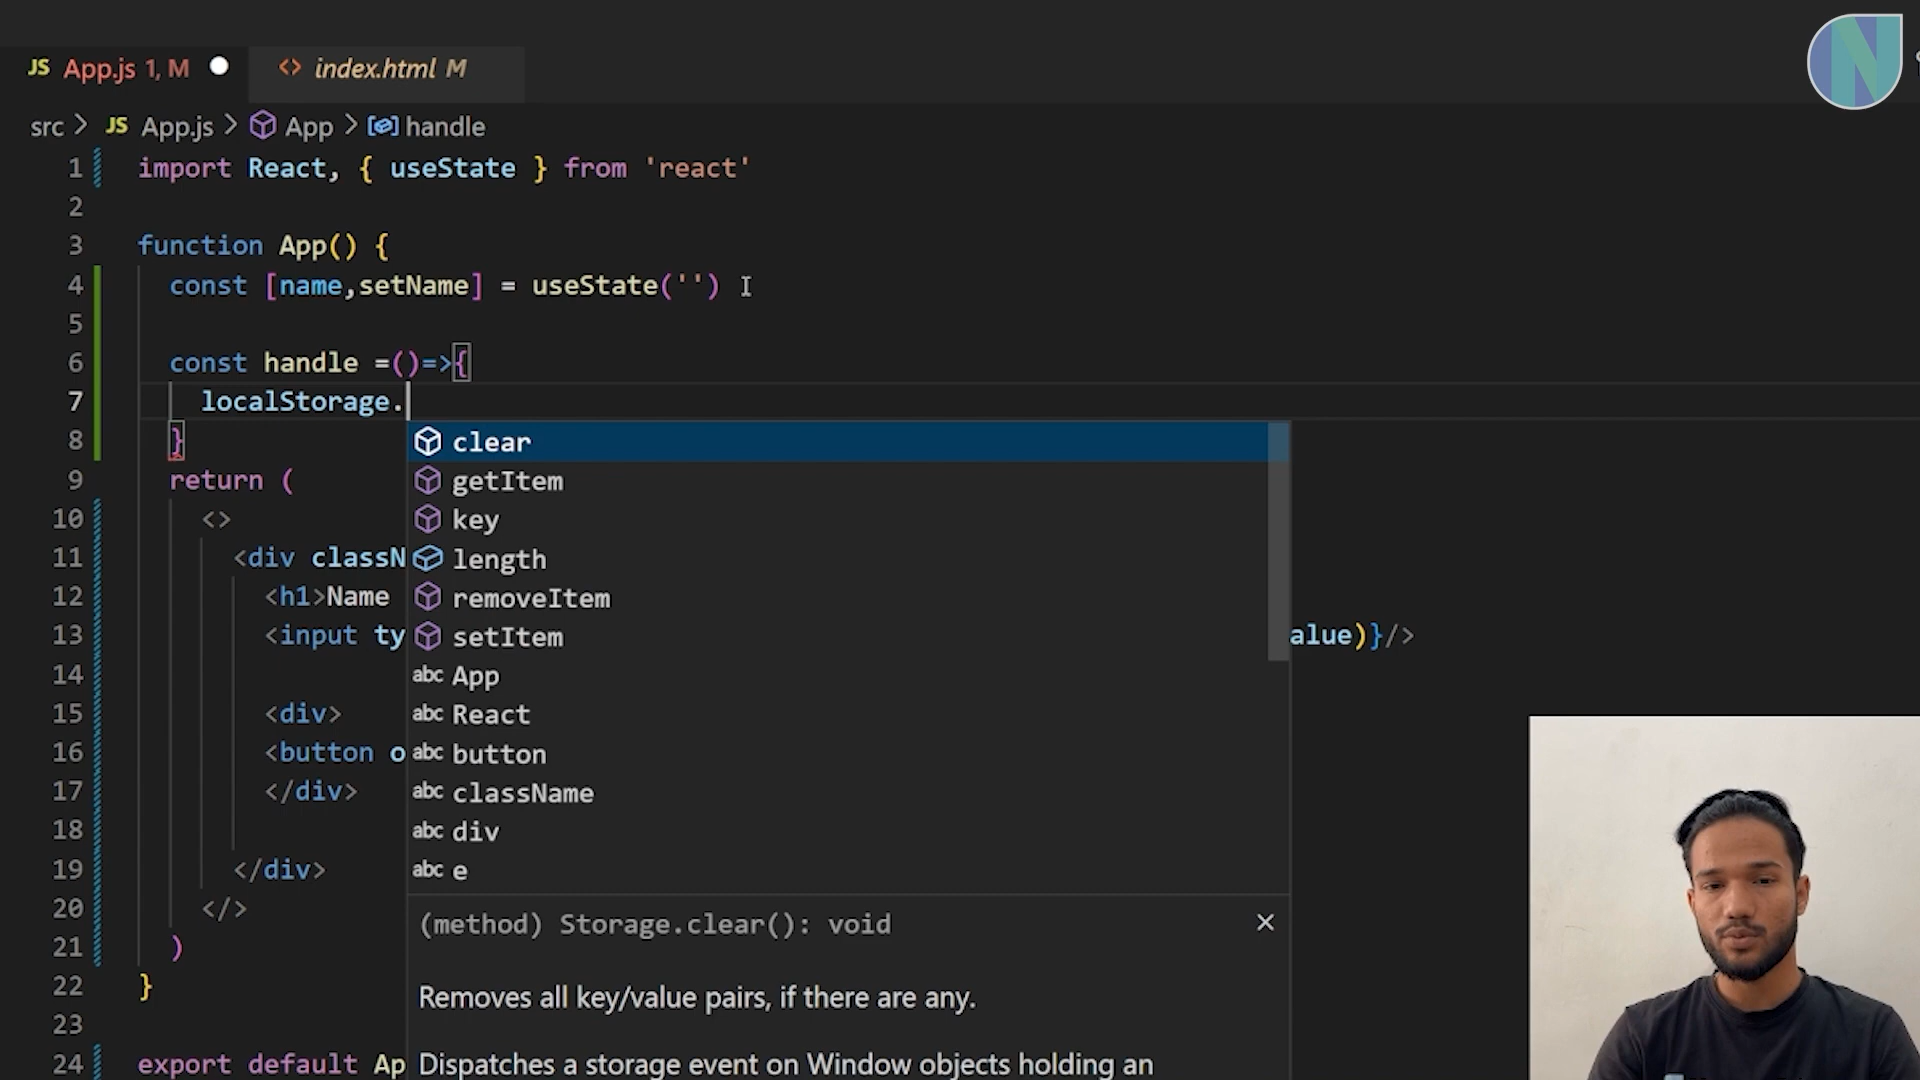 JS App.js 1, M ● <> index.html M
src > JS App.js > App > handle
1 import React, { useState } from 'react'
2
3 function App() {
4 const [name,setName] = useState('')
5
6 const handle =()=>{
7 localStorage.
8 }
9 return (
10 <>
11 <div classN
12 <h1>Name
13 <input ty alue)}/>
14
15 <div>
16 <button o
17 </div>
18
19 </div>
20 </>
21 )
22 }
23
24 export default Ap
clear
getItem
key
length
removeItem
setItem
abc App
abc React
abc button
abc className
abc div
abc e
(method) Storage.clear(): void
Removes all key/value pairs, if there are any.
Dispatches a storage event on Window objects holding an
N